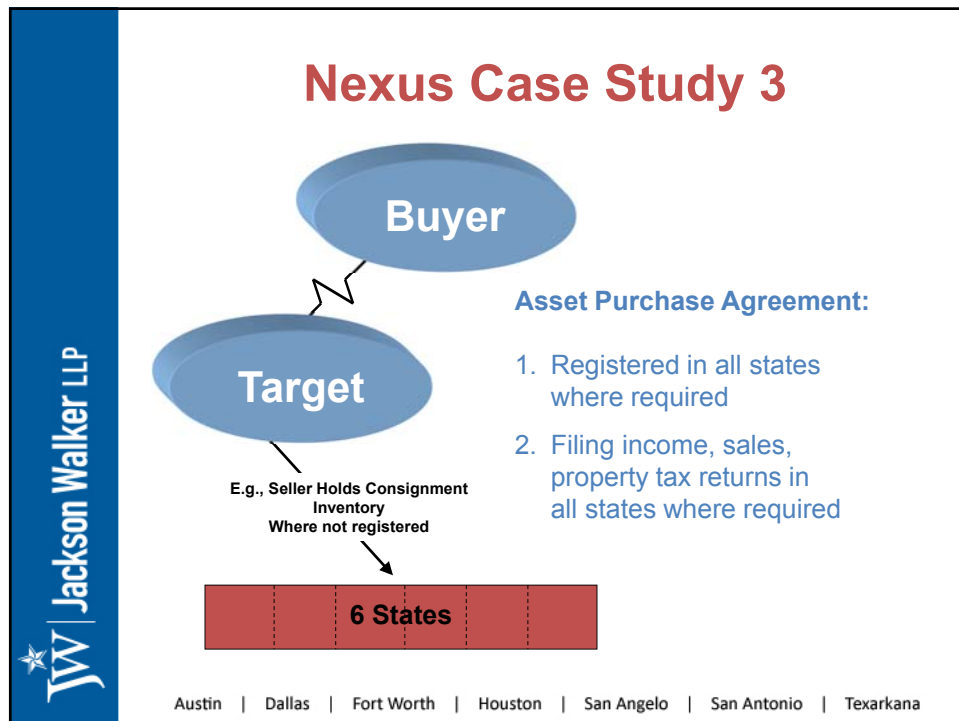 Nexus Case Study 3
Buyer
Target
Asset Purchase Agreement:
1. Registered in all states
where required
2. Filing income, sales,
property tax returns in
all states where required
E.g., Seller Holds Consignment
Inventory
Where not registered
6 States
JW | Jackson Walker LLP
Austin | Dallas | Fort Worth | Houston | San Angelo | San Antonio | Texarkana